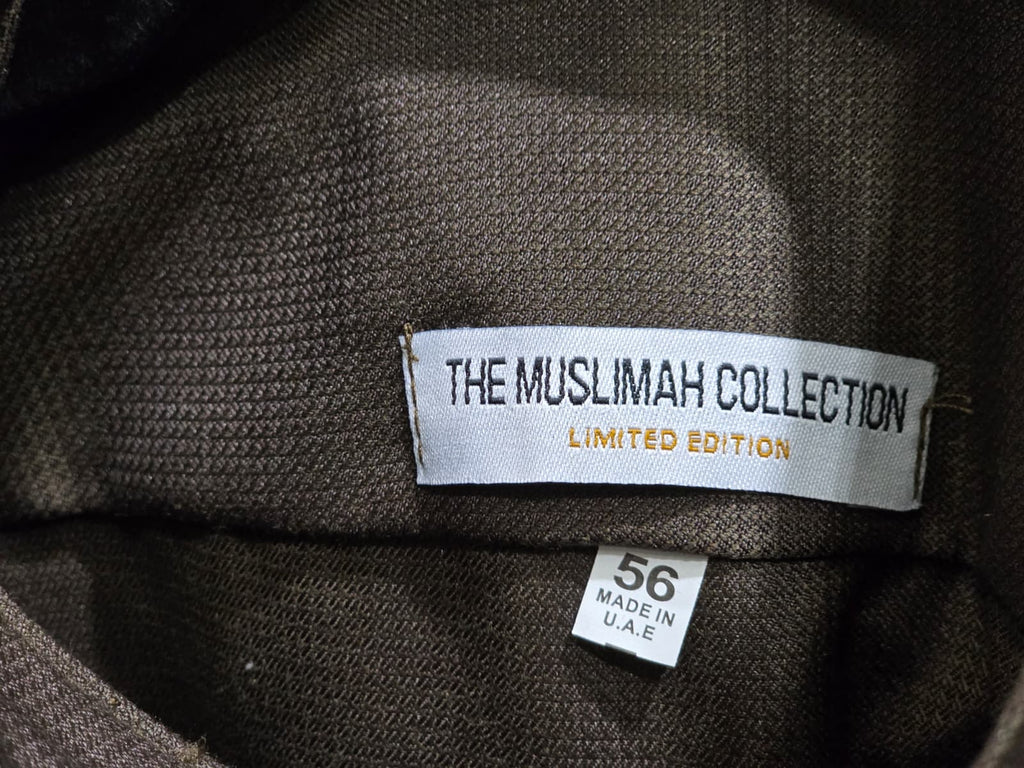 THE MUSLIMAH COLLECTION
LIMITED EDITION
56
MADE IN
U.A.E